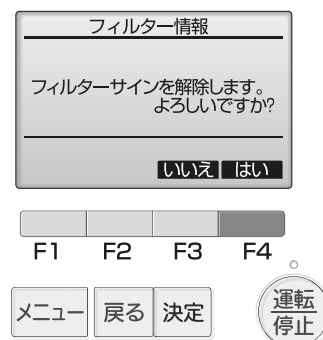 フィルター情報
フィルターサインを解除します。
よろしいですか?
いいえ はい
F1 F2 F3 F4
メニュー 戻る 決定 運転
停止